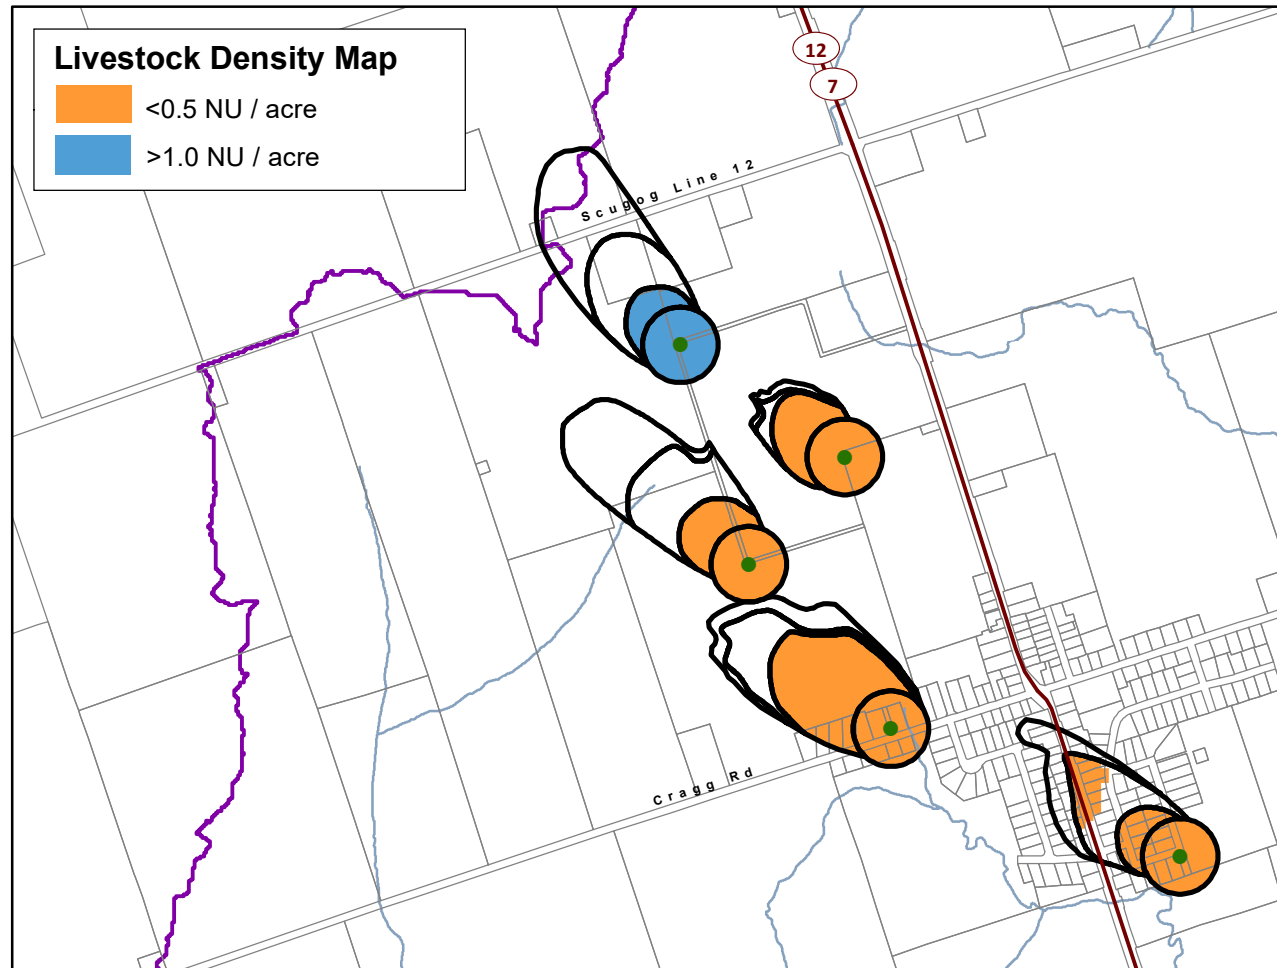 Livestock Density Map
<0.5 NU / acre
>1.0 NU / acre
12
7
Scugog Line 12
Cragg Rd